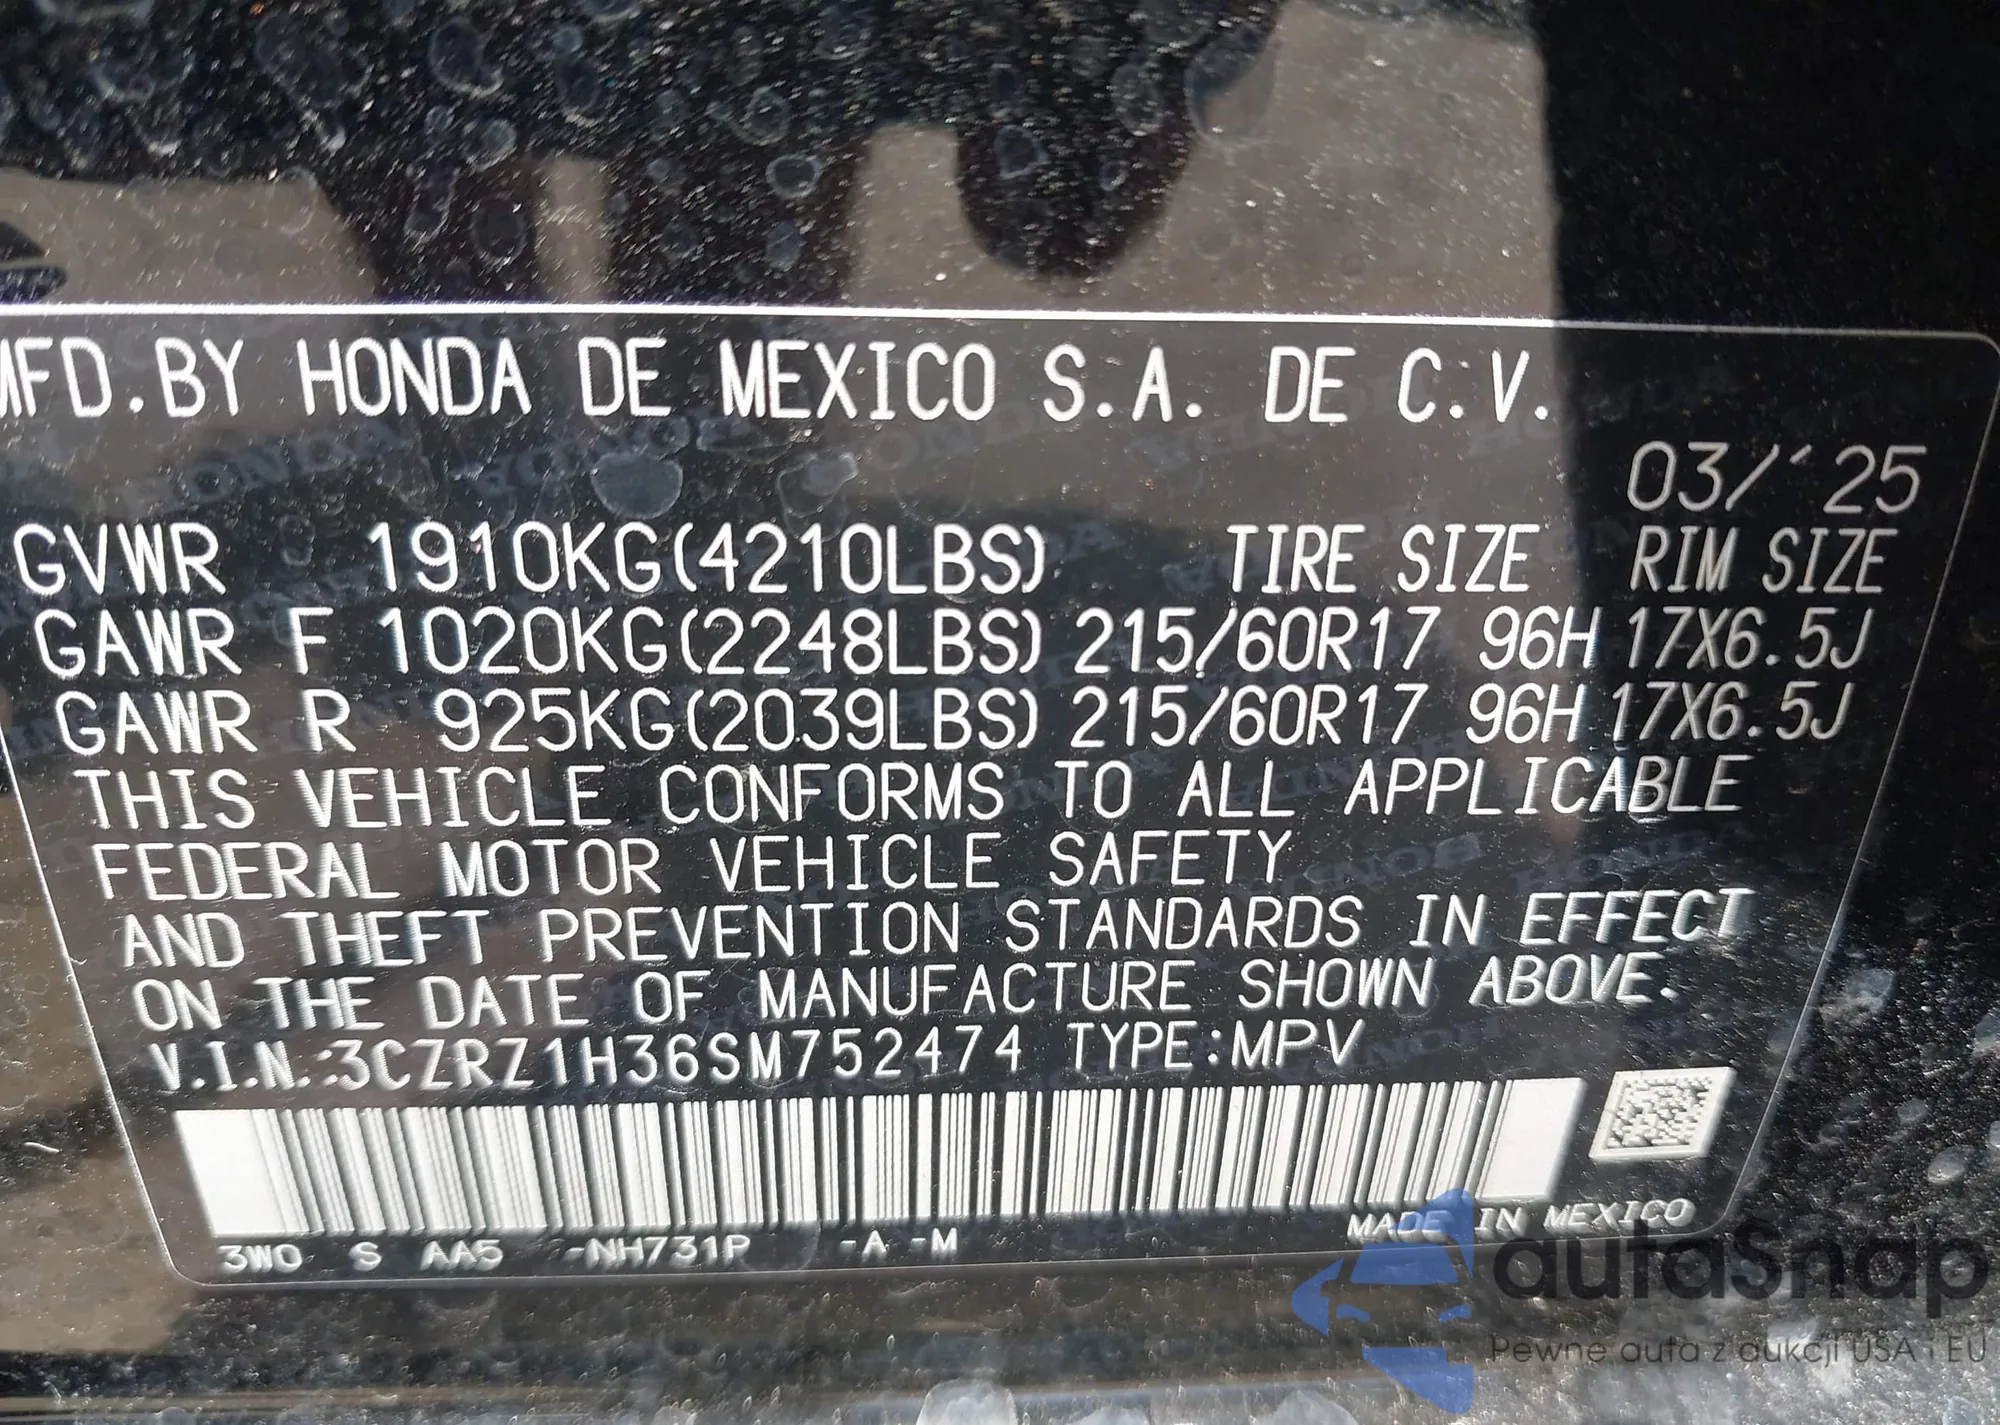 MFD.BY HONDA DE MEXICO S.A. DE C.V.
03/'25
GVWR 1910KG(4210LBS) TIRE SIZE RIM SIZE
GAWR F 1020KG(2248LBS) 215/60R17 96H 17X6.5J
GAWR R 925KG(2039LBS) 215/60R17 96H 17X6.5J
THIS VEHICLE CONFORMS TO ALL APPLICABLE
FEDERAL MOTOR VEHICLE SAFETY
AND THEFT PREVENTION STANDARDS IN EFFECT
ON THE DATE OF MANUFACTURE SHOWN ABOVE.
V.I.N.:3CZRZ1H36SM752474 TYPE:MPV
MADE IN MEXICO
3W0 S AA5 -NH731P -A -M
autaSnap
Pewne auta z aukcji USA i EU